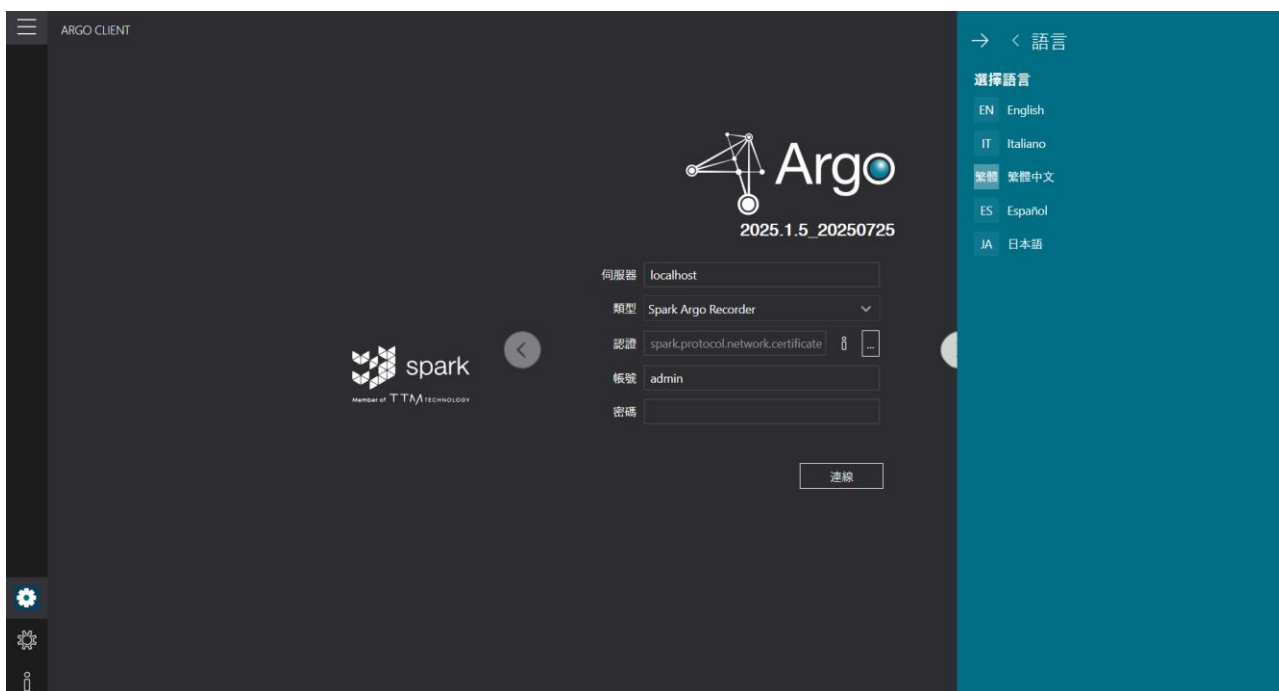 ARGO CLIENT
Argo
2025.1.5_20250725
伺服器 localhost
類型 Spark Argo Recorder
認證 spark.protocol.network.certificate ...
帳號 admin
密碼
連線
spark
Member of TTM TECHNOLOGY
語言
選擇語言
EN English
IT Italiano
繁體 繁體中文
ES Español
JA 日本語